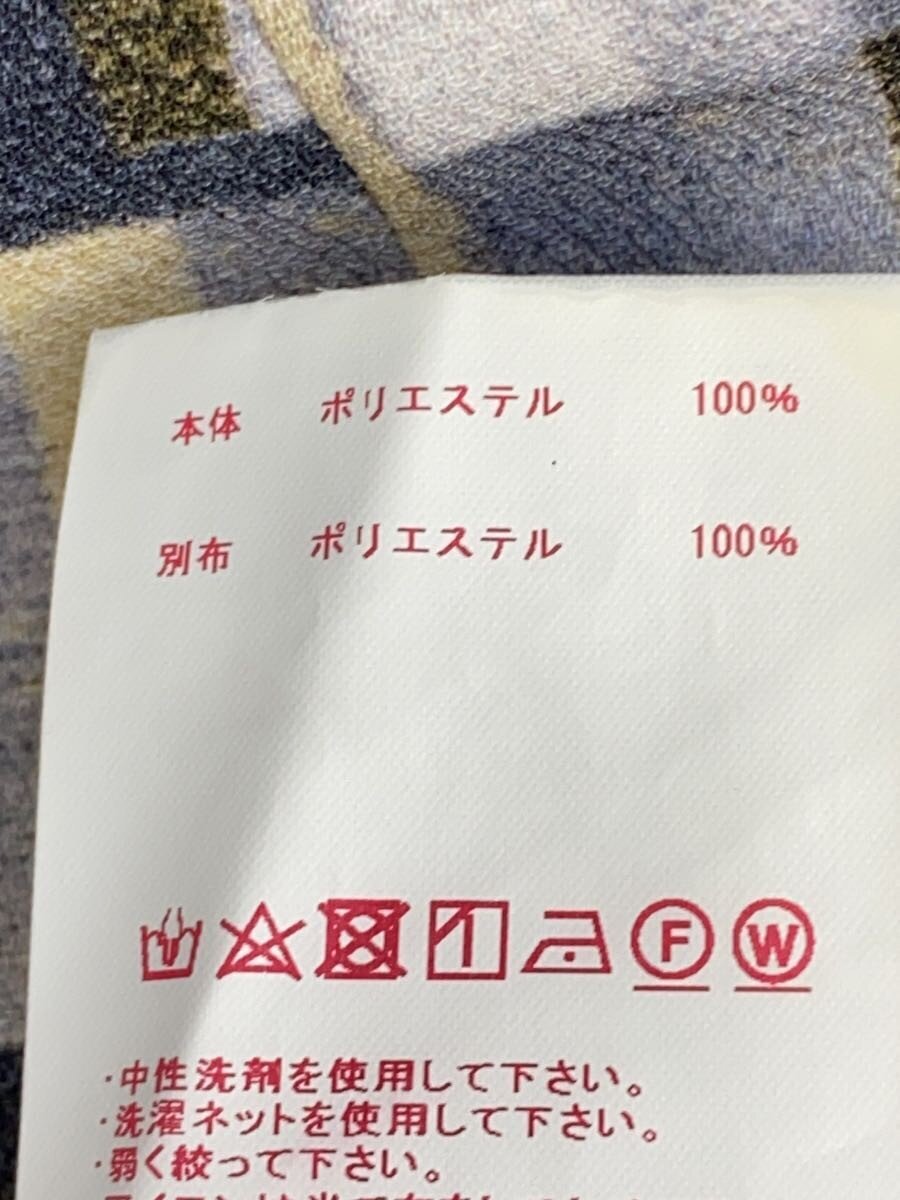 本体 ポリエステル 100%
別布 ポリエステル 100%
F W
・中性洗剤を使用して下さい。
・洗濯ネットを使用して下さい。
・弱く絞って下さい。